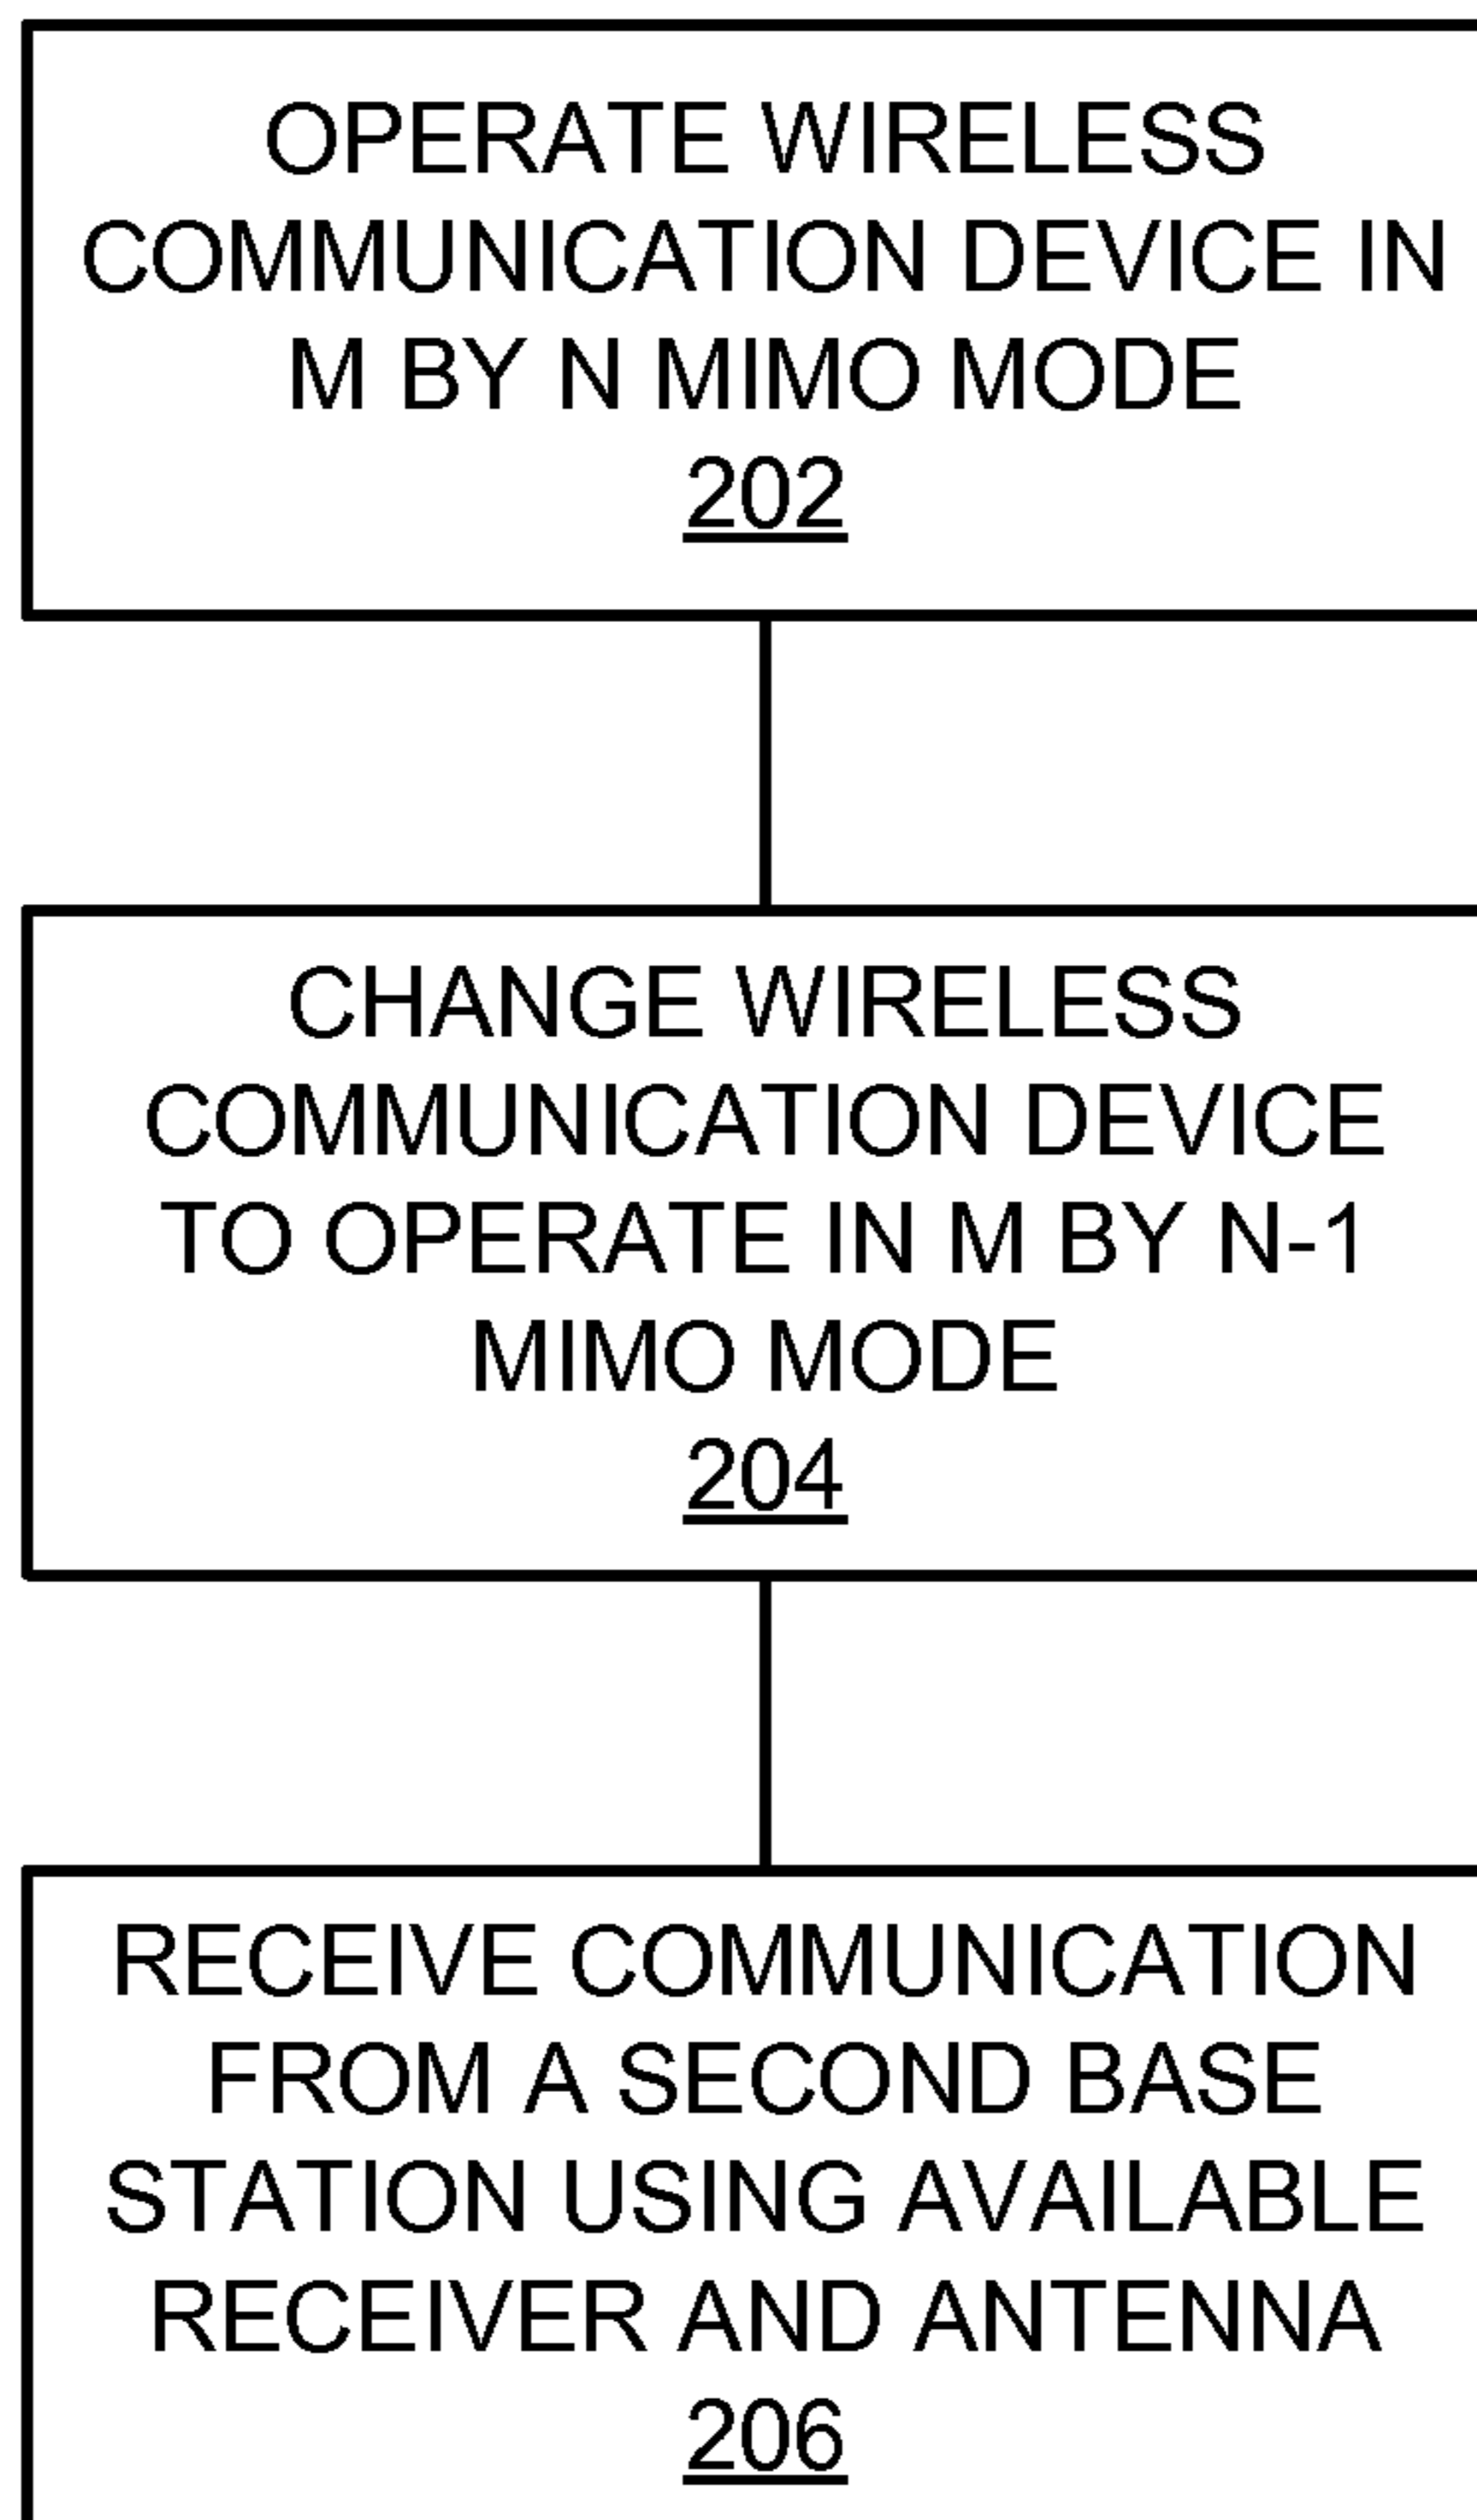 OPERATE WIRELESS
COMMUNICATION DEVICE IN
M BY N MIMO MODE
202
CHANGE WIRELESS
COMMUNICATION DEVICE
TO OPERATE IN M BY N-1
MIMO MODE
204
RECEIVE COMMUNICATION
FROM A SECOND BASE
STATION USING AVAILABLE
RECEIVER AND ANTENNA
206